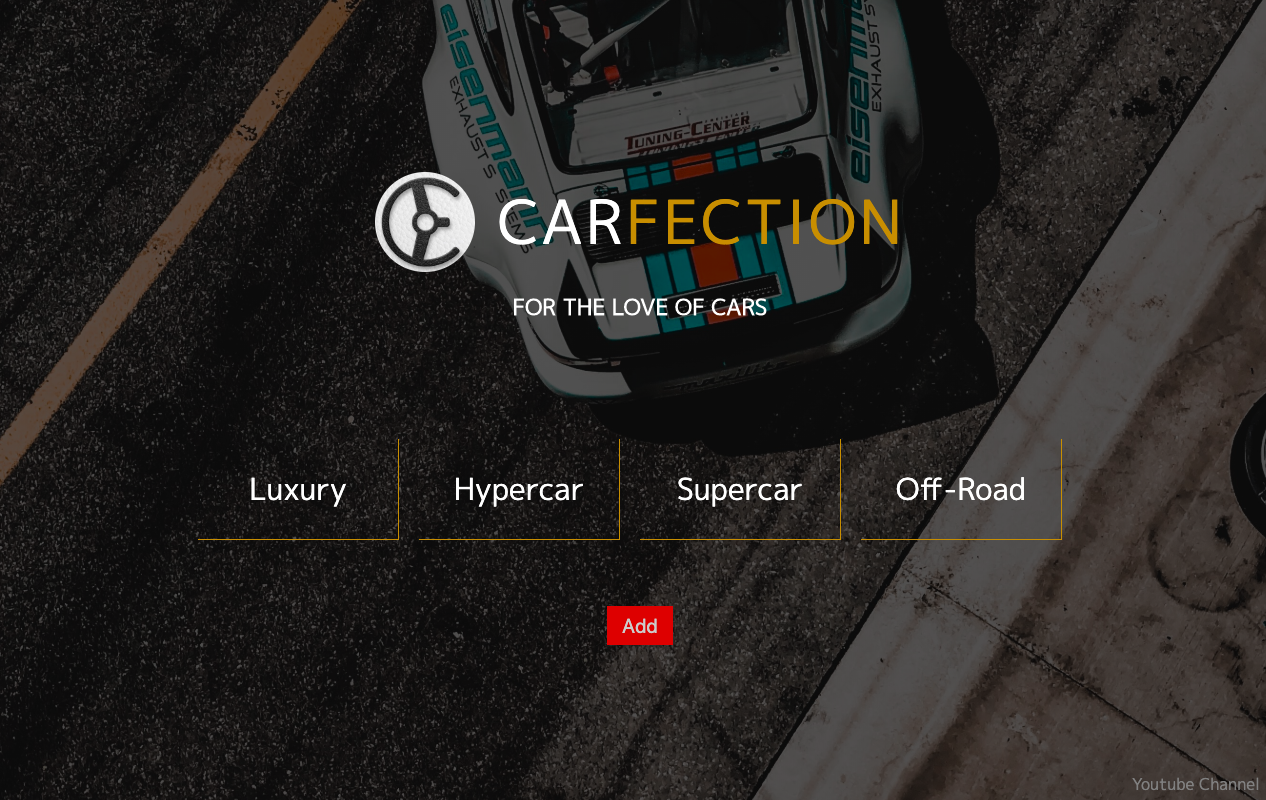 eisenmann
EXHAUST SYSTEMS
eisenmann
EXHAUST S
TUNING-CENTER
CARFECTION
FOR THE LOVE OF CARS
Luxury
Hypercar
Supercar
Off-Road
Add
Youtube Channel